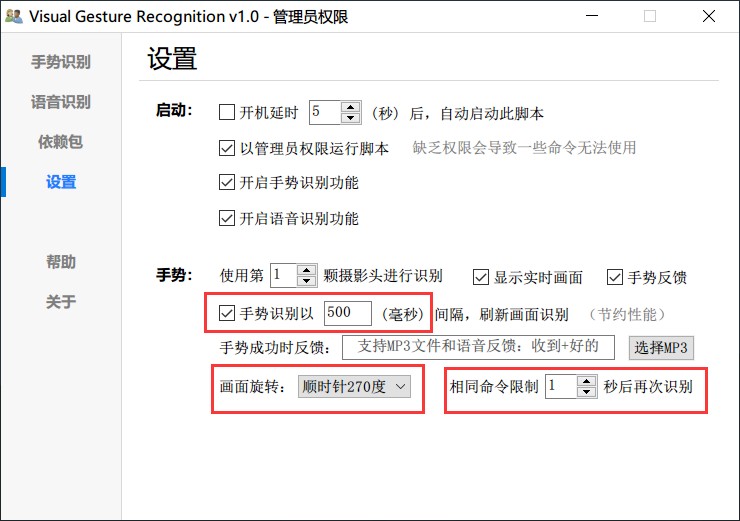 Visual Gesture Recognition v1.0 - 管理员权限
设置
手势识别
语音识别
依赖包
设置
帮助
关于
启动： 开机延时 5 (秒) 后，自动启动此脚本
以管理员权限运行脚本 缺乏权限会导致一些命令无法使用
开启手势识别功能
开启语音识别功能
手势： 使用第 1 颗摄影头进行识别 显示实时画面 手势反馈
手势识别以 500 (毫秒) 间隔，刷新画面识别 （节约性能）
手势成功时反馈： 支持MP3文件和语音反馈：收到+好的 选择MP3
画面旋转： 顺时针270度 相同命令限制 1 秒后再次识别